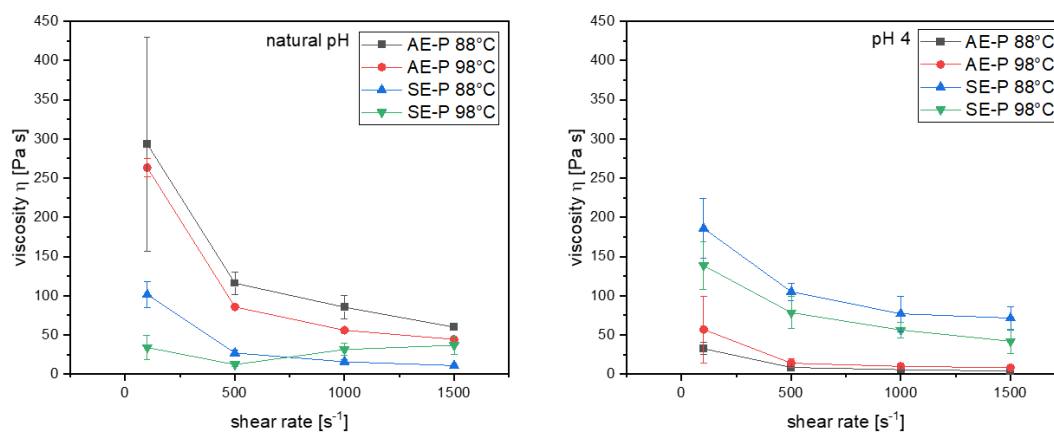 natural pH
AE-P 88°C
AE-P 98°C
SE-P 88°C
SE-P 98°C
450
400
350
300
250
200
150
100
50
0
viscosity η [Pa s]
0
500
1000
1500
shear rate [s⁻¹]
pH 4
AE-P 88°C
AE-P 98°C
SE-P 88°C
SE-P 98°C
450
400
350
300
250
200
150
100
50
0
viscosity η [Pa s]
0
500
1000
1500
shear rate [s⁻¹]